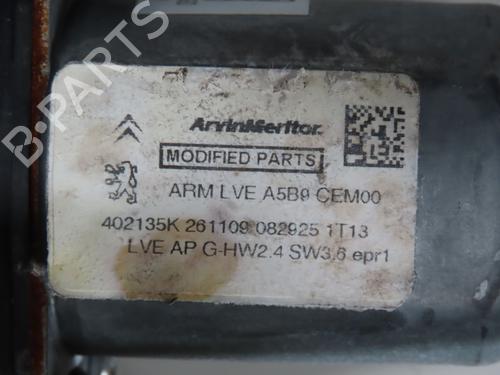 ArvinMeritor
MODIFIED PARTS
ARM LVE A5B9 CEM00
402135K 261109 082925 1T13
LVE AP G-HW2.4 SW3.6 epr1
B-PARTS